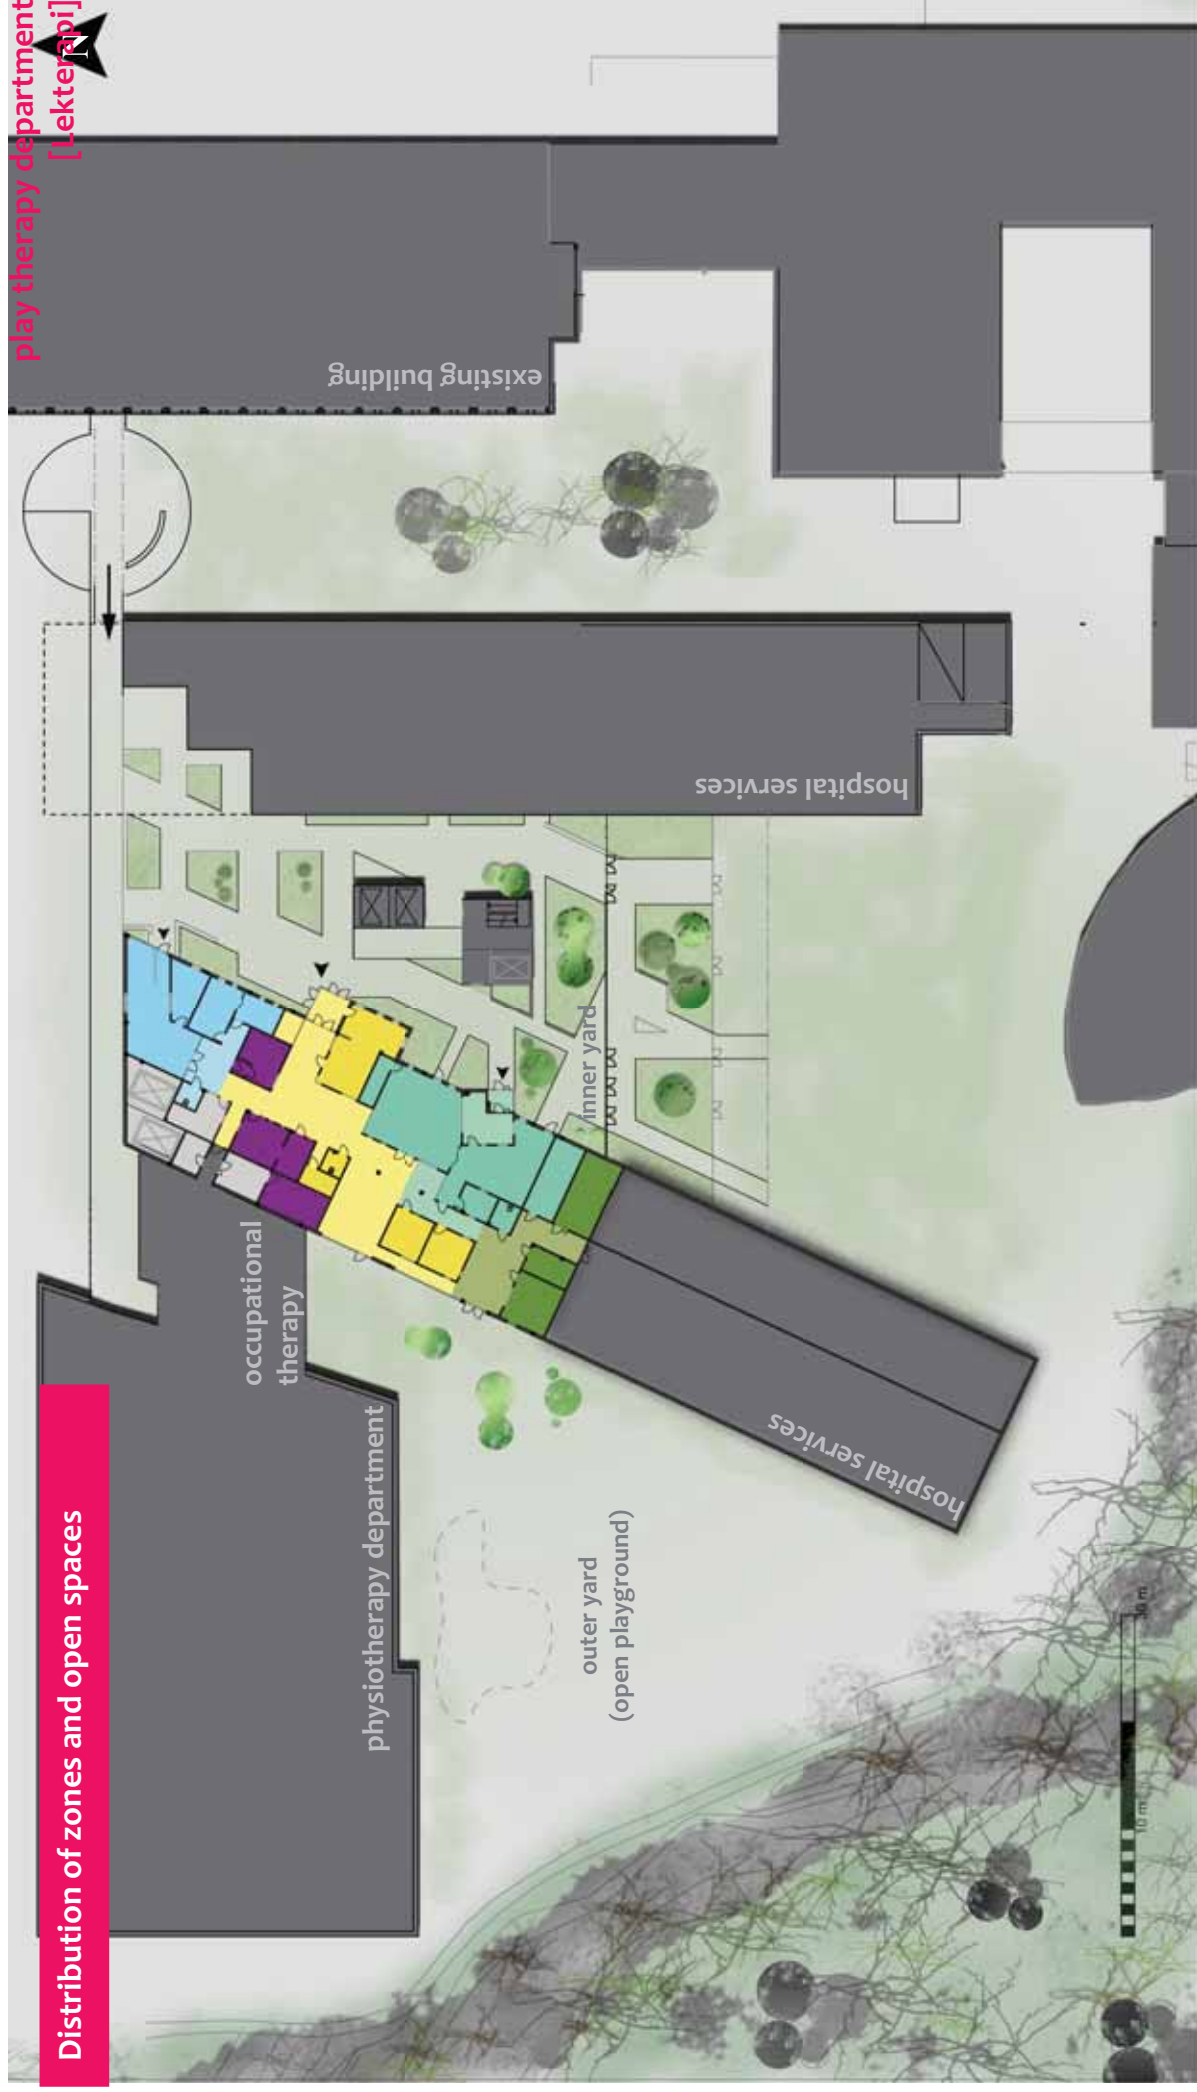 Distribution of zones and open spaces
play therapy department
[Lekterapi]
N
existing building
hospital services
occupational
therapy
physiotherapy department
inner yard
outer yard
(open playground)
hospital services
10 m